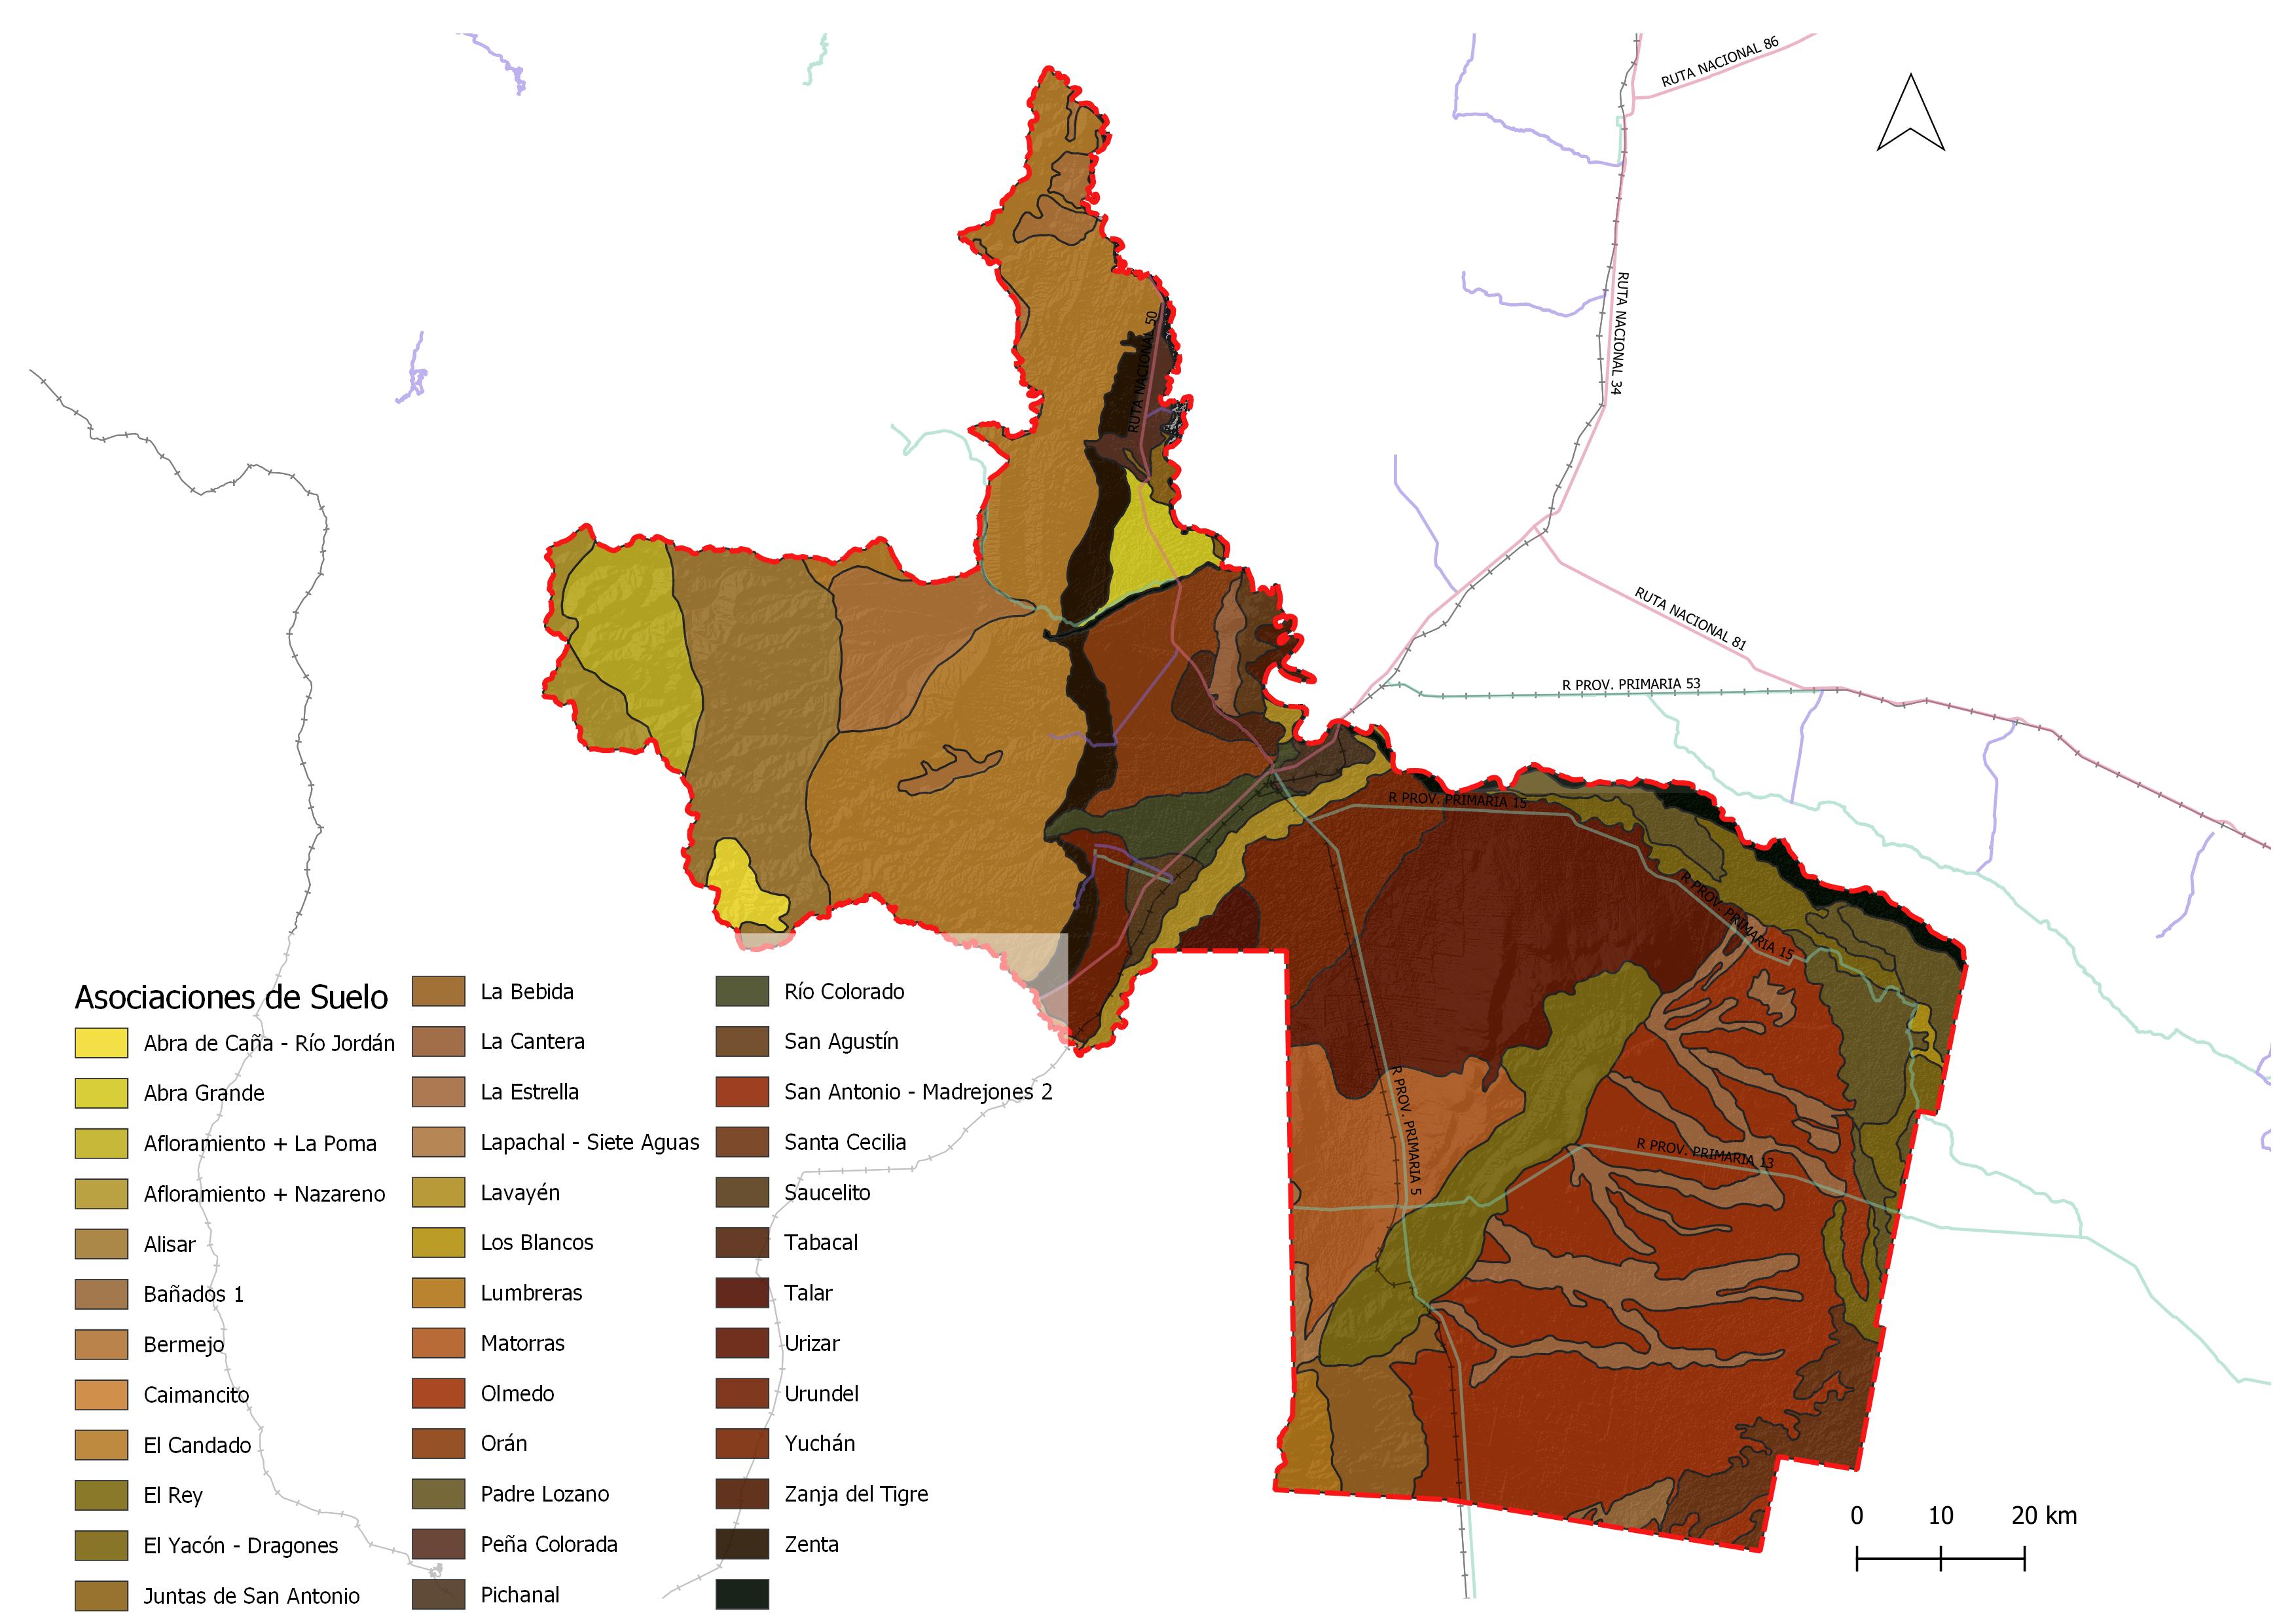 RUTA NACIONAL 86
RUTA NACIONAL 34
RUTA NACIONAL 50
RUTA NACIONAL 81
R PROV. PRIMARIA 53
R PROV. PRIMARIA 15
R PROV. PRIMARIA 15
R PROV. PRIMARIA 5
R PROV. PRIMARIA 13
Asociaciones de Suelo
Abra de Caña - Río Jordán
Abra Grande
Afloramiento + La Poma
Afloramiento + Nazareno
Alisar
Bañados 1
Bermejo
Caimancito
El Candado
El Rey
El Yacón - Dragones
Juntas de San Antonio
La Bebida
La Cantera
La Estrella
Lapachal - Siete Aguas
Lavayén
Los Blancos
Lumbreras
Matorras
Olmedo
Orán
Padre Lozano
Peña Colorada
Pichanal
Río Colorado
San Agustín
San Antonio - Madrejones 2
Santa Cecilia
Saucelito
Tabacal
Talar
Urizar
Urundel
Yuchán
Zanja del Tigre
Zenta
0 10 20 km